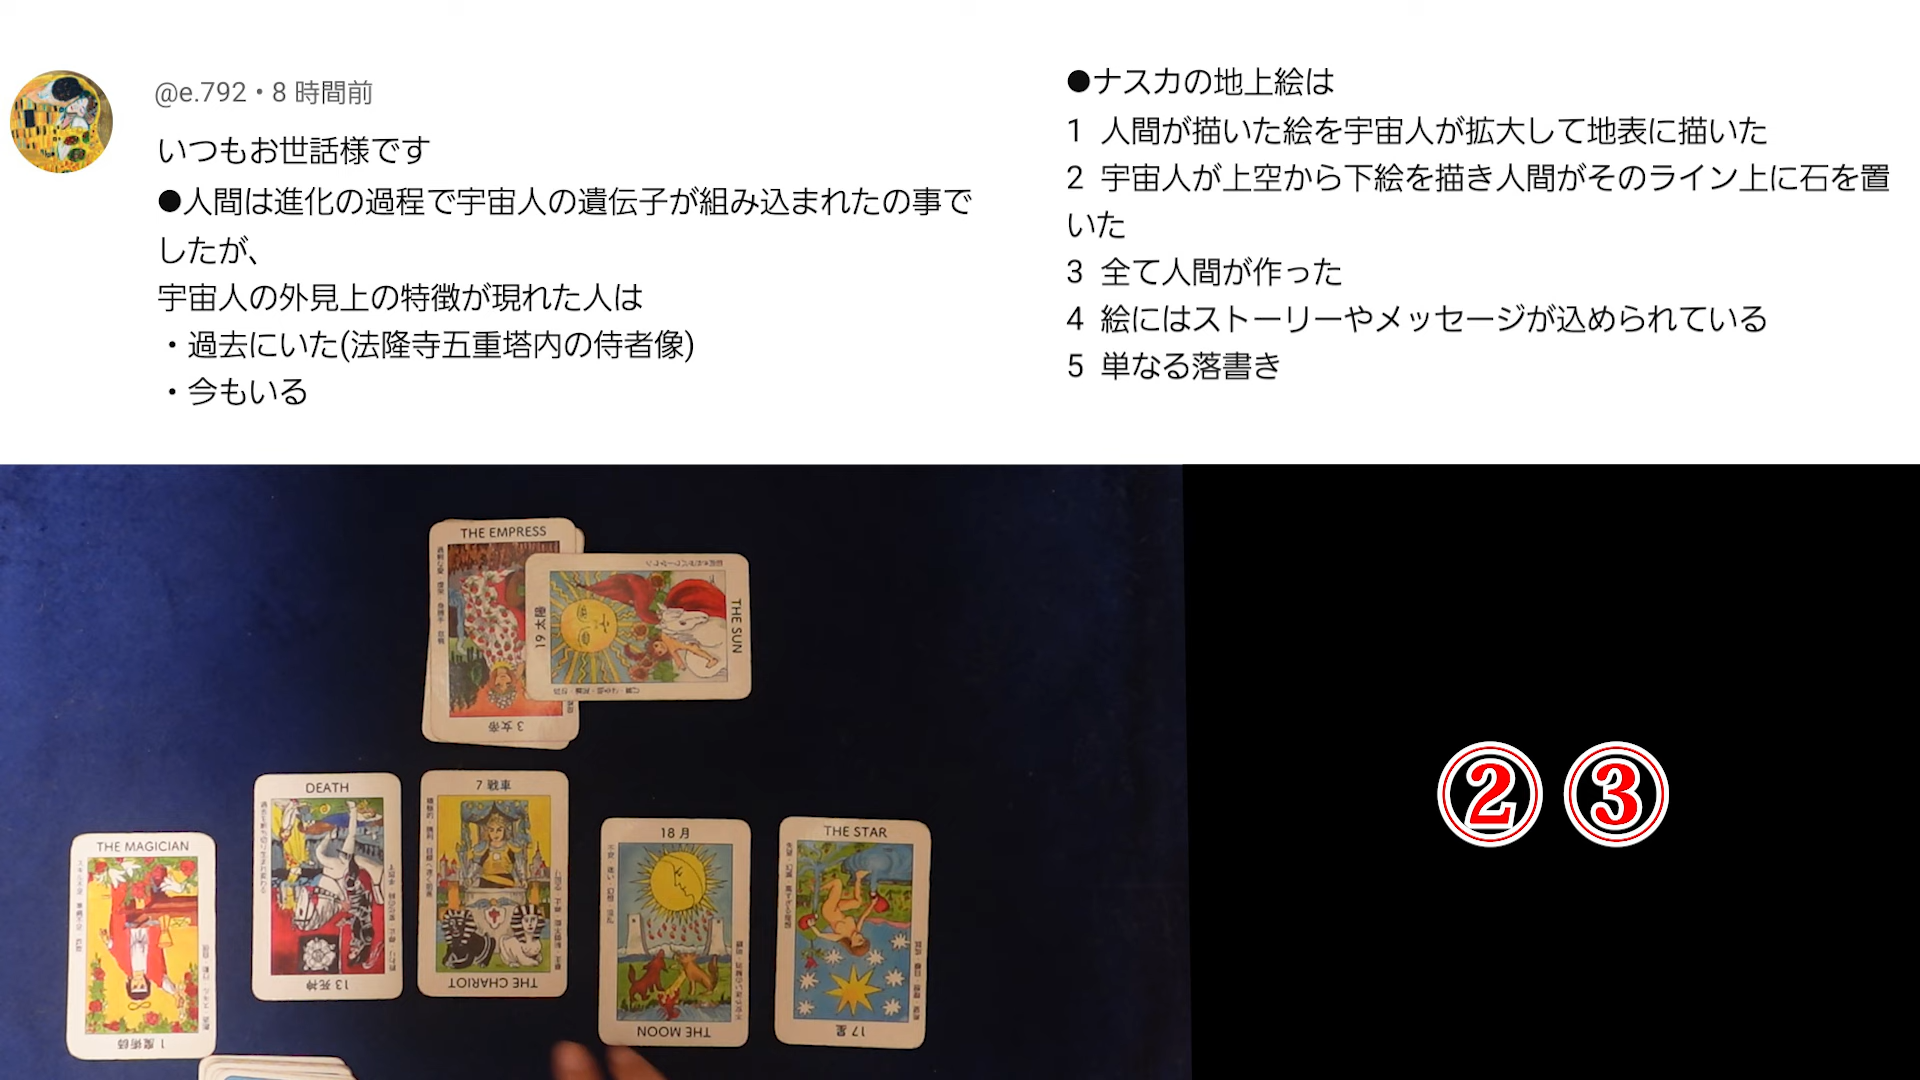 @e.792・8 時間前
いつもお世話様です
●人間は進化の過程で宇宙人の遺伝子が組み込まれたの事で
したが、
宇宙人の外見上の特徴が現れた人は
・過去にいた(法隆寺五重塔内の侍者像)
・今もいる
●ナスカの地上絵は
1 人間が描いた絵を宇宙人が拡大して地表に描いた
2 宇宙人が上空から下絵を描き人間がそのライン上に石を置
いた
3 全て人間が作った
4 絵にはストーリーやメッセージが込められている
5 単なる落書き
THE EMPRESS
3 女帝
19 太陽
THE SUN
DEATH
13 死神
7 戦車
THE CHARIOT
THE MAGICIAN
1 魔術師
18 月
THE MOON
THE STAR
17 星
② ③